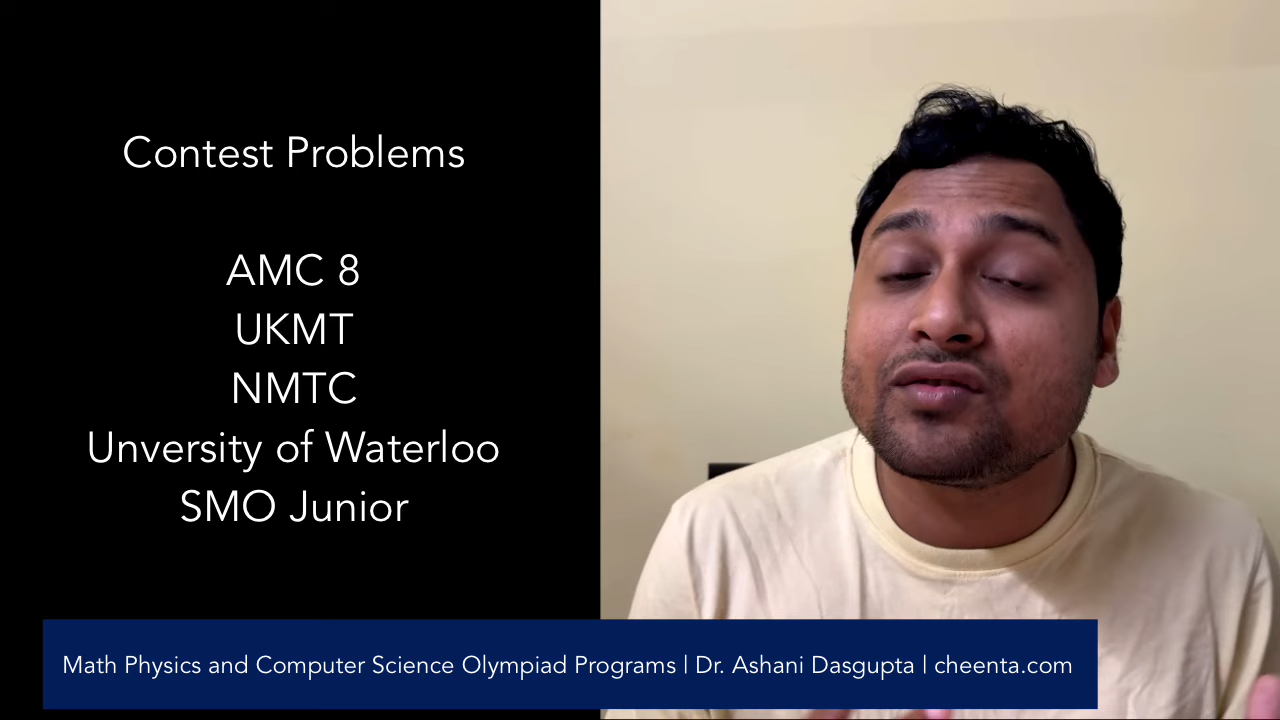 Contest Problems
AMC 8
UKMT
NMTC
Unversity of Waterloo
SMO Junior
Math Physics and Computer Science Olympiad Programs | Dr. Ashani Dasgupta | cheenta.com